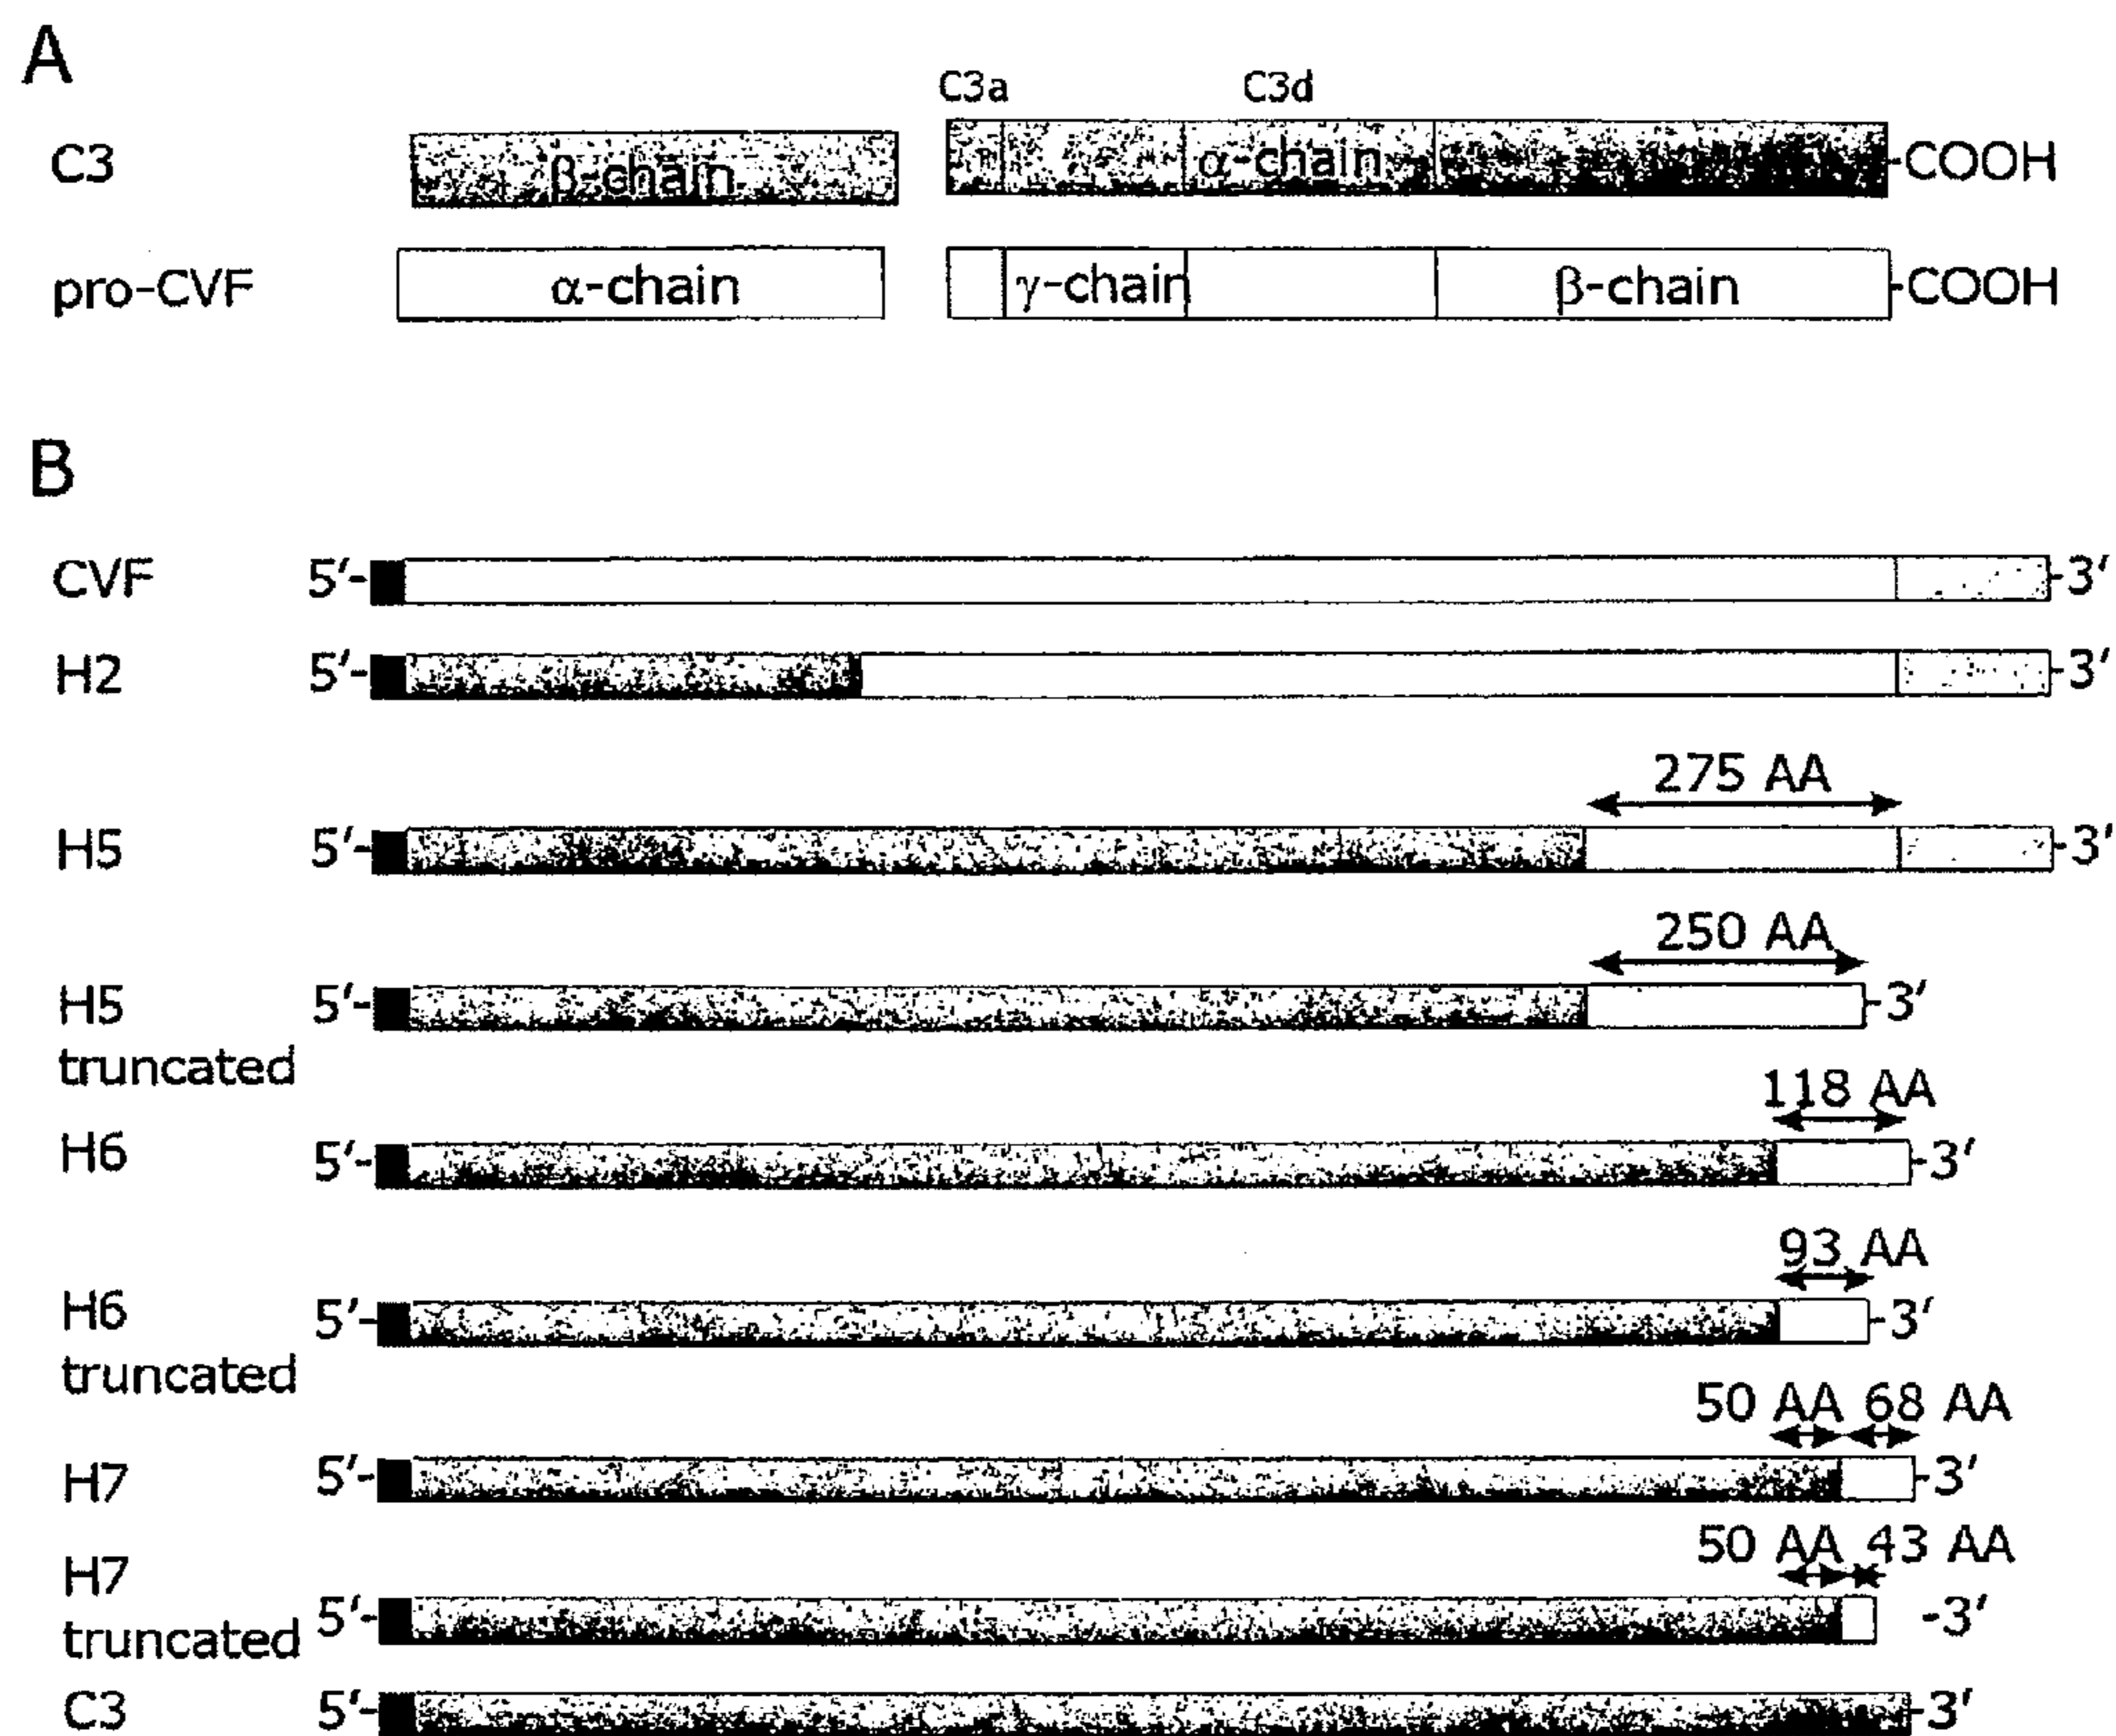 A
C3a C3d
C3 β-chain α-chain -COOH
pro-CVF α-chain γ-chain β-chain -COOH
B
CVF 5′- -3′
H2 5′- -3′
275 AA
H5 5′- -3′
250 AA
H5 5′- -3′
truncated
118 AA
H6 5′- -3′
93 AA
H6 5′- -3′
truncated
50 AA 68 AA
H7 5′- -3′
50 AA 43 AA
H7
truncated 5′- -3′
C3 5′- -3′